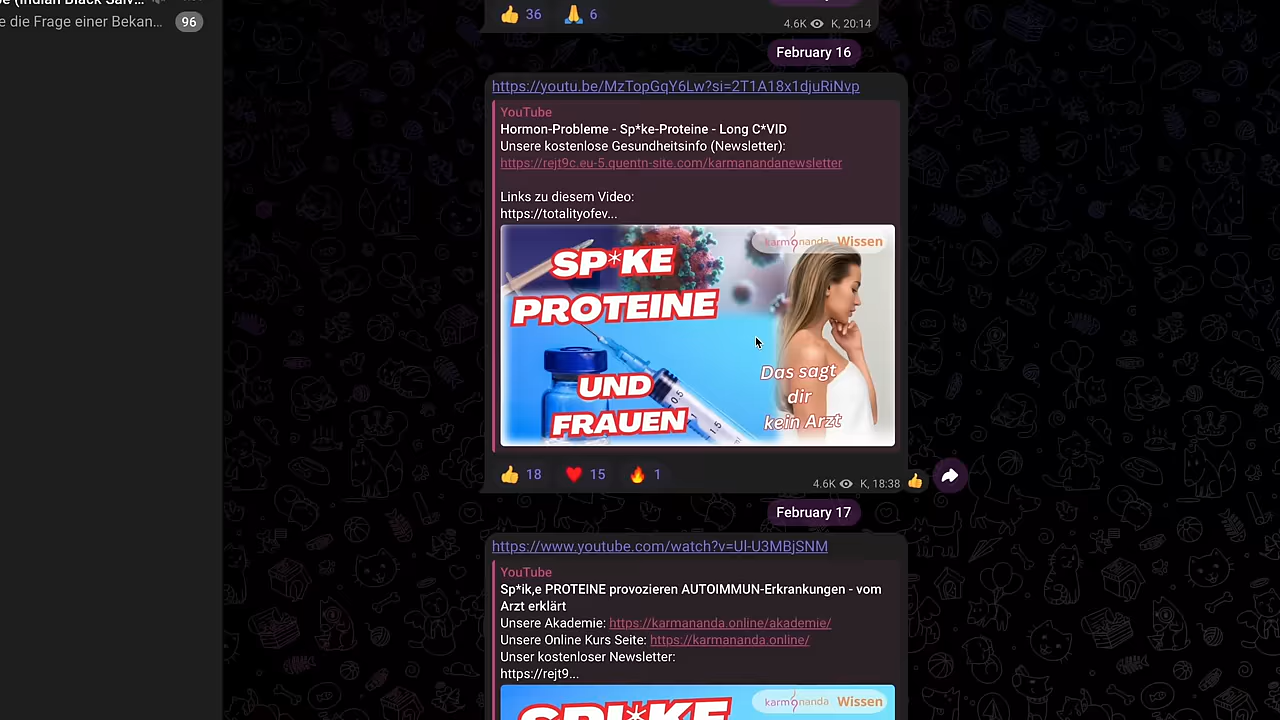 e die Frage einer Bekan...
96
36
6
4.6K K, 20:14
February 16
https://youtu.be/MzTopGqY6Lw?si=2T1A18x1djuRiNvp
YouTube
Hormon-Probleme - Sp*ke-Proteine - Long C*VID
Unsere kostenlose Gesundheitsinfo (Newsletter):
https://rejt9c.eu-5.quentn-site.com/karmanandanewsletter
Links zu diesem Video:
https://totalityofev...
karmananda Wissen
SP*KE
PROTEINE
UND
FRAUEN
Das sagt
dir
kein Arzt
0.5
1.5
18
15
1
4.6K K, 18:38
February 17
https://www.youtube.com/watch?v=Ul-U3MBjSNM
YouTube
Sp*ik,e PROTEINE provozieren AUTOIMMUN-Erkrankungen - vom
Arzt erklärt
Unsere Akademie: https://karmananda.online/akademie/
Unsere Online Kurs Seite: https://karmananda.online/
Unser kostenloser Newsletter:
https://rejt9...
karmananda Wissen